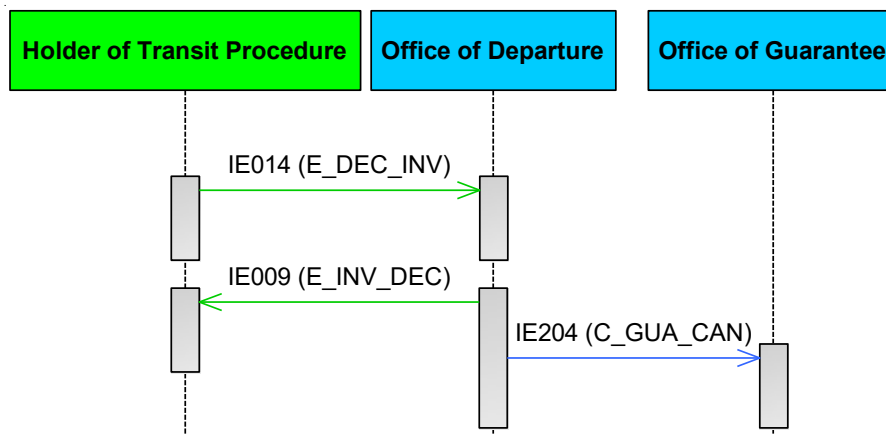 Holder of Transit Procedure
Office of Departure
Office of Guarantee
IE014 (E_DEC_INV)
IE009 (E_INV_DEC)
IE204 (C_GUA_CAN)